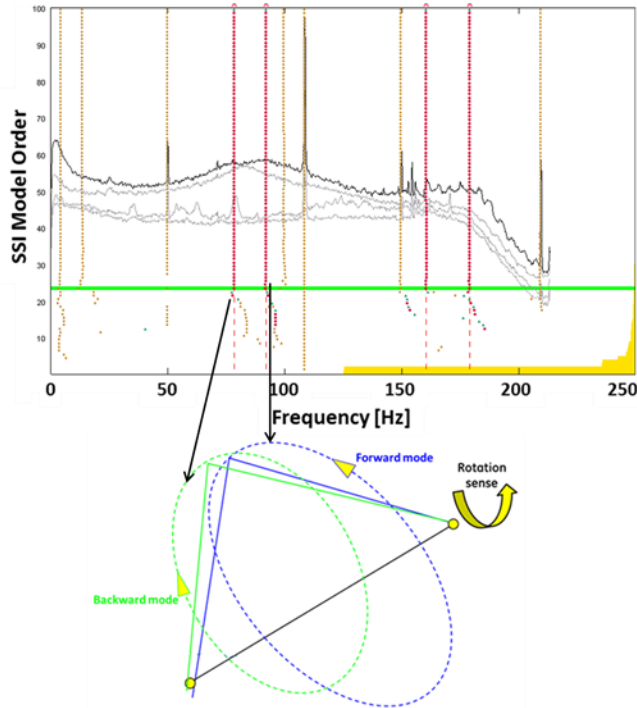 SSI Model Order
100
90
80
70
60
50
40
30
20
10
0
50
100
150
200
250
Frequency [Hz]
Forward mode
Rotation
sense
Backward mode